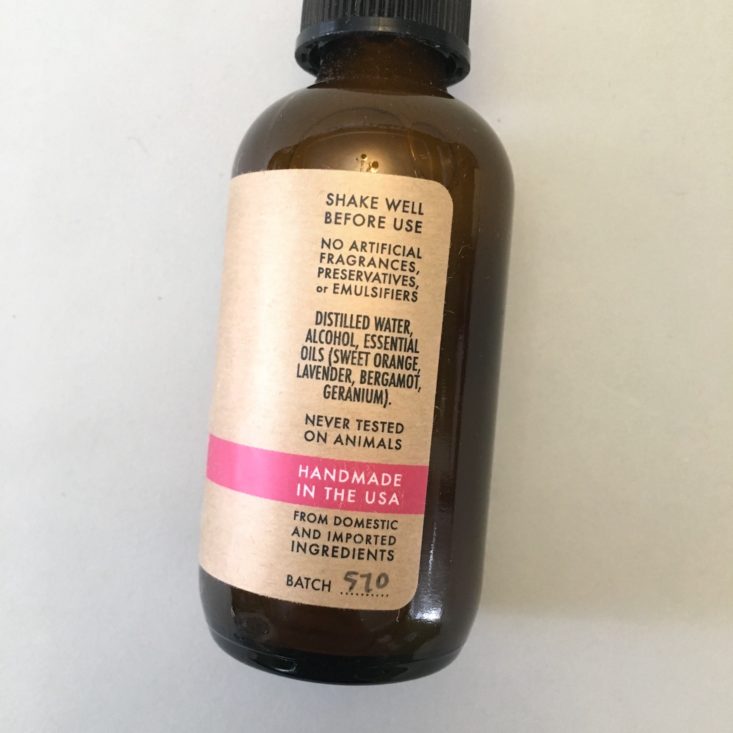 SHAKE WELL
BEFORE USE
NO ARTIFICIAL
FRAGRANCES,
PRESERVATIVES,
or EMULSIFIERS
DISTILLED WATER,
ALCOHOL, ESSENTIAL
OILS (SWEET ORANGE,
LAVENDER, BERGAMOT,
GERANIUM).
NEVER TESTED
ON ANIMALS
HANDMADE
IN THE USA
FROM DOMESTIC
AND IMPORTED
INGREDIENTS
BATCH 570